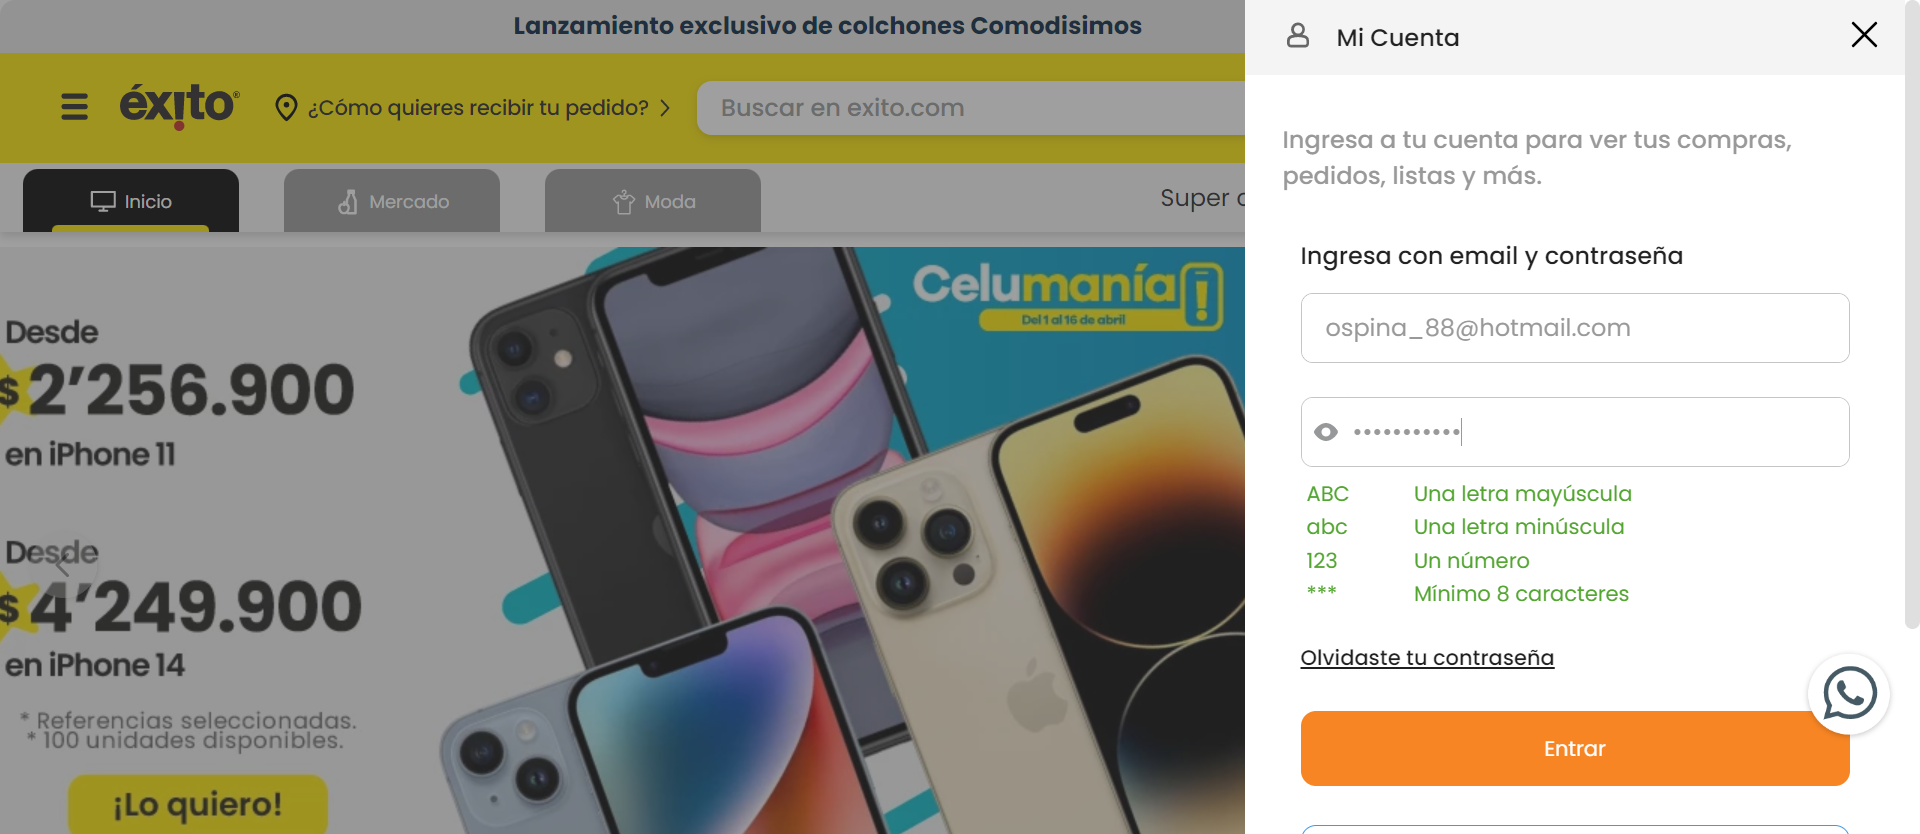 Lanzamiento exclusivo de colchones Comodisimos
éxito®
¿Cómo quieres recibir tu pedido?
Buscar en exito.com
Inicio
Mercado
Moda
Super
Desde
$ 2’256.900
en iPhone 11
Desde
$ 4’249.900
en iPhone 14
* Referencias seleccionadas.
* 100 unidades disponibles.
¡Lo quiero!
Celumanía
Del 1 al 16 de abril
Mi Cuenta
Ingresa a tu cuenta para ver tus compras,
pedidos, listas y más.
Ingresa con email y contraseña
ospina_88@hotmail.com
•••••••••••
ABC Una letra mayúscula
abc Una letra minúscula
123 Un número
*** Mínimo 8 caracteres
Olvidaste tu contraseña
Entrar